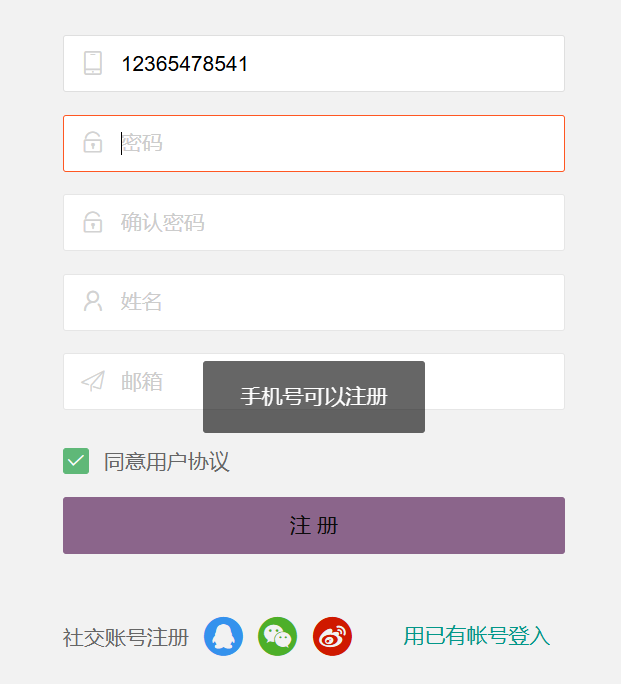 12365478541
密码
确认密码
姓名
邮箱
手机号可以注册
同意用户协议
注 册
社交账号注册
用已有帐号登入